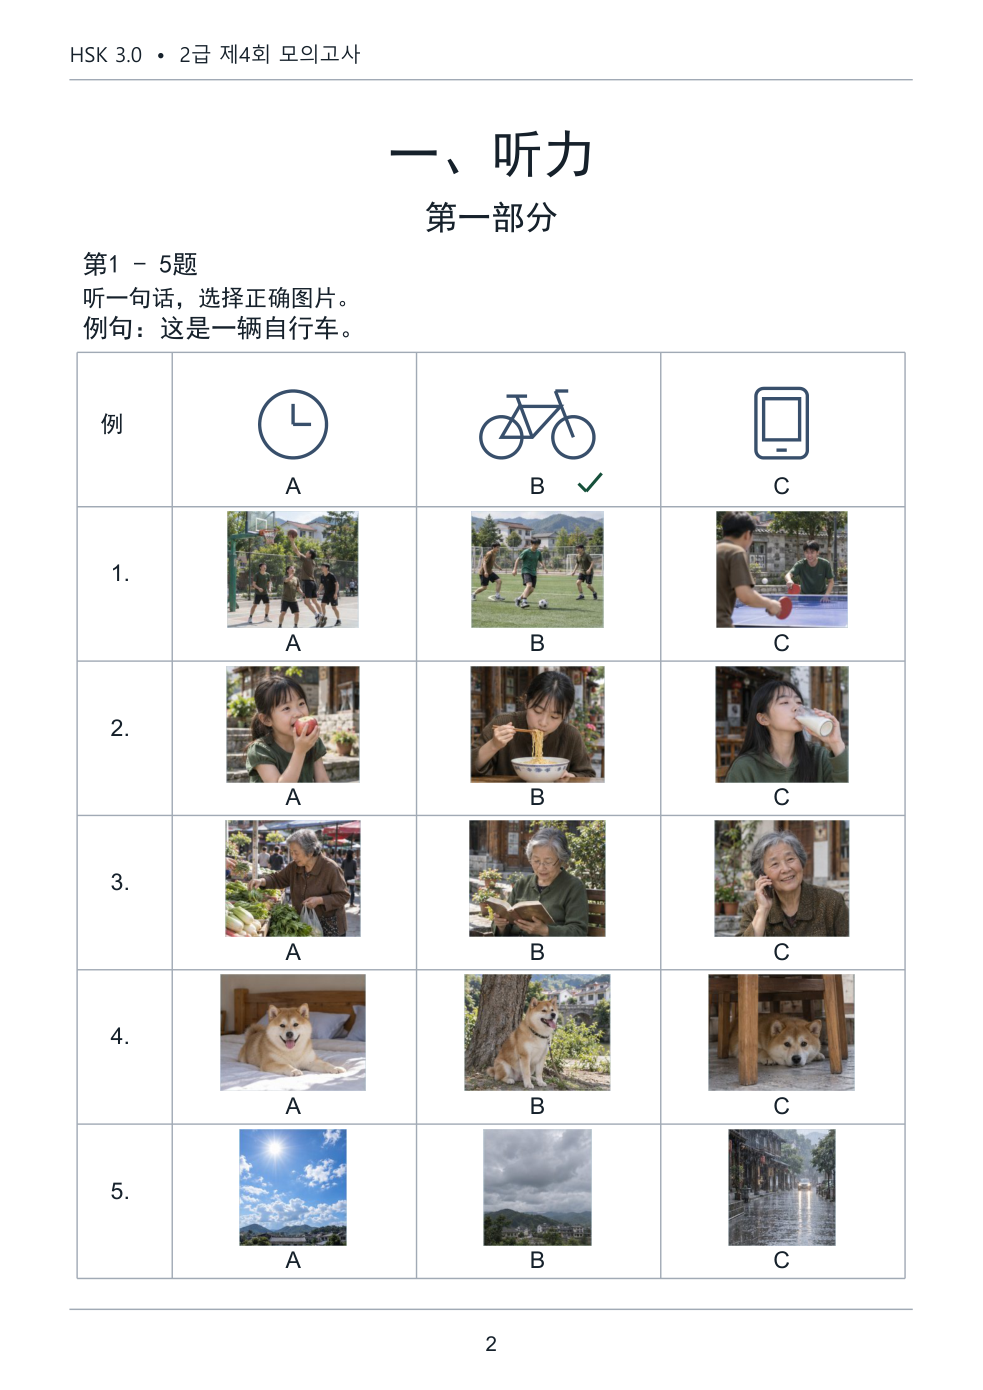 HSK 3.0 • 2급 제4회 모의고사
一、听力
第一部分
第1 – 5题
听一句话，选择正确图片。
例句：这是一辆自行车。
例
A B C
1.
A B C
2.
A B C
3.
A B C
4.
A B C
5.
A B C
2